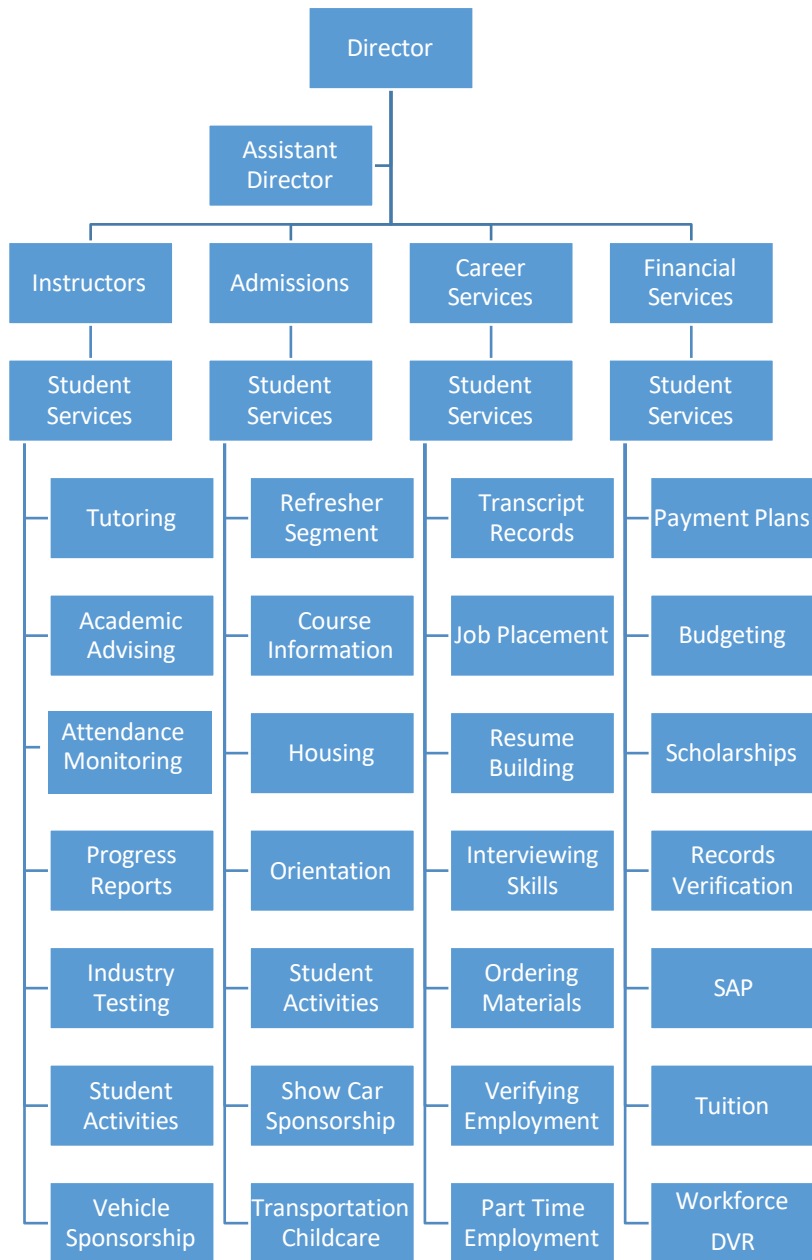 Director
Assistant
Director
Instructors
Admissions
Career
Services
Financial
Services
Student
Services
Student
Services
Student
Services
Student
Services
Tutoring
Refresher
Segment
Transcript
Records
Payment Plans
Academic
Advising
Course
Information
Job Placement
Budgeting
Attendance
Monitoring
Housing
Resume
Building
Scholarships
Progress
Reports
Orientation
Interviewing
Skills
Records
Verification
Industry
Testing
Student
Activities
Ordering
Materials
SAP
Student
Activities
Show Car
Sponsorship
Verifying
Employment
Tuition
Vehicle
Sponsorship
Transportation
Childcare
Part Time
Employment
Workforce
DVR